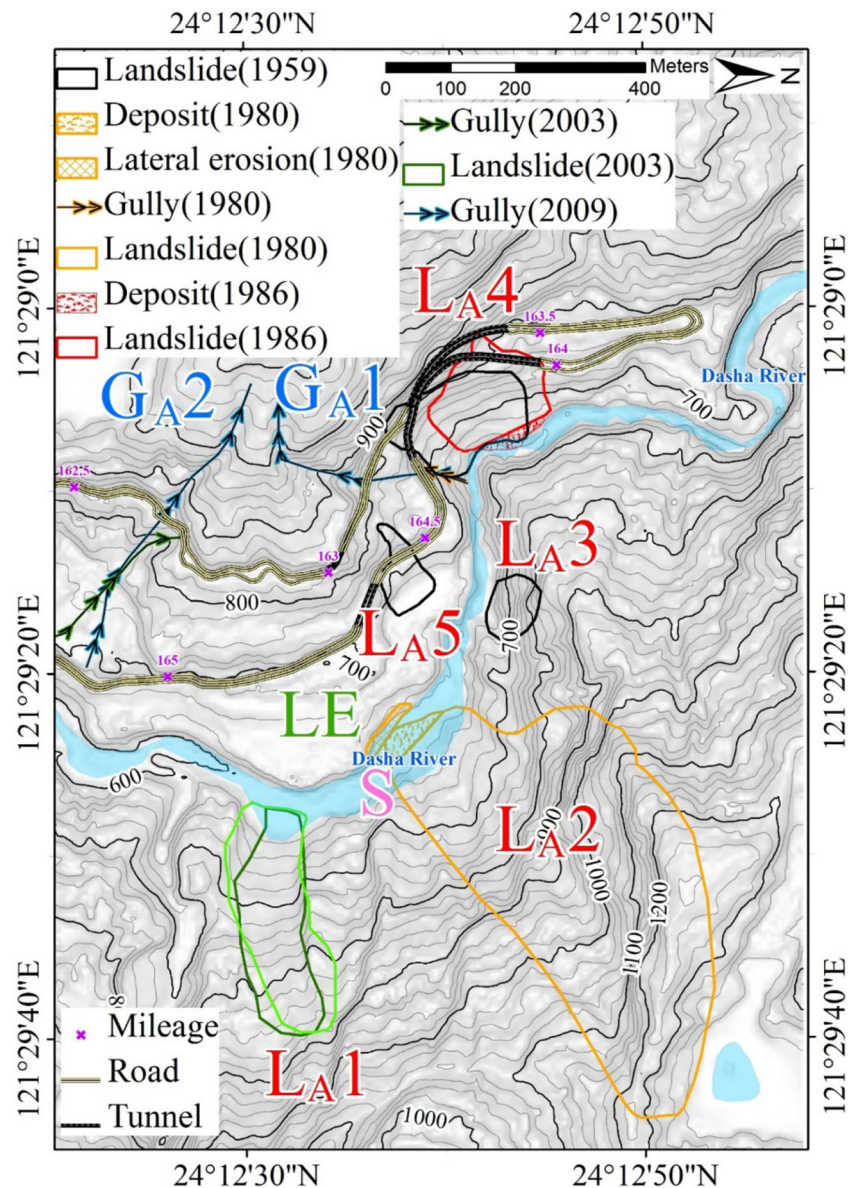 24°12'30"N
24°12'50"N
Landslide(1959)
Deposit(1980)
Lateral erosion(1980)
Gully(1980)
Landslide(1980)
Deposit(1986)
Landslide(1986)
Meters
0 100 200 400
N
Gully(2003)
Landslide(2003)
Gully(2009)
121°29'0"E
121°29'0"E
LA4
163.5
164
Dasha River
GA2
GA1
700
900
162.5
164.5
LA3
163
800
LA5
700
121°29'20"E
121°29'20"E
700
165
LE
Dasha River
600
S
LA2
900
1000
1200
1100
121°29'40"E
121°29'40"E
Mileage
Road
Tunnel
LA1
1000
24°12'30"N
24°12'50"N